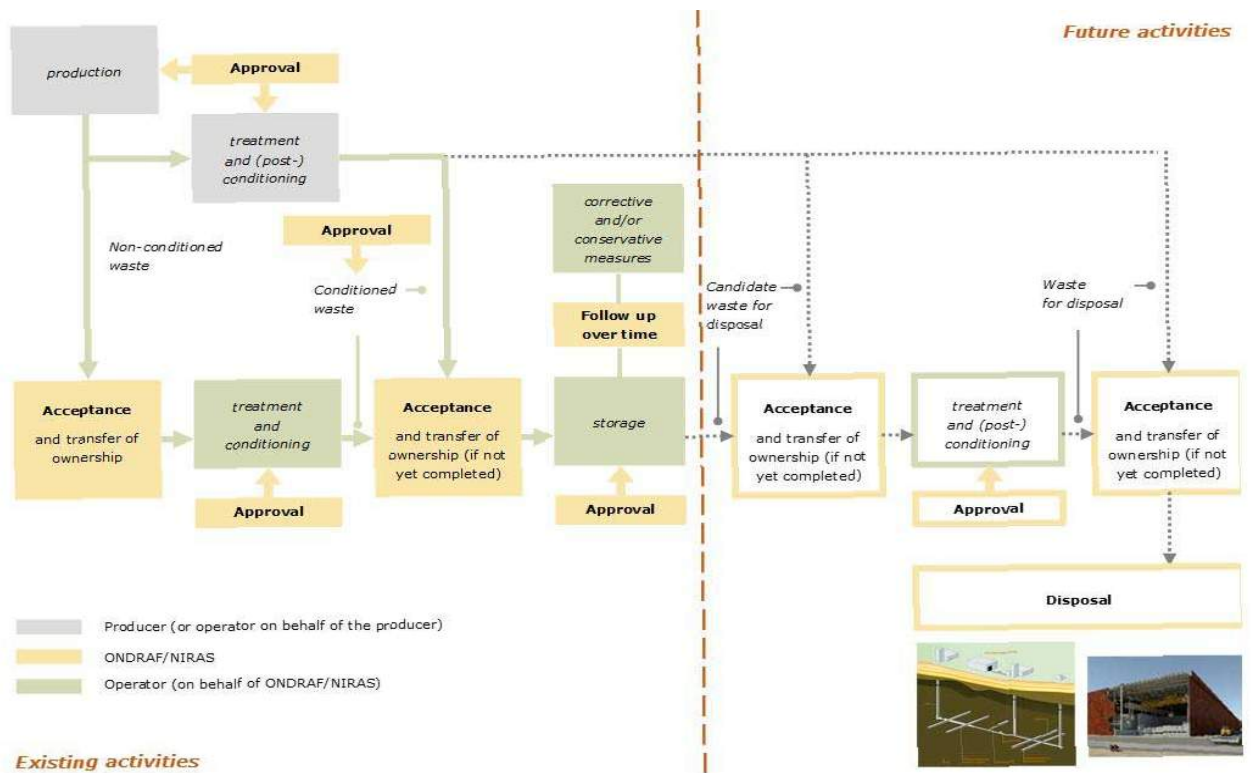 Future activities
production
Approval
treatment
and (post-)
conditioning
corrective
and/or
conservative
measures
Approval
Non-conditioned
waste
Conditioned
waste
Follow up
over time
Candidate
waste for
disposal
Waste
for disposal
Acceptance
and transfer of
ownership
treatment
and
conditioning
Acceptance
and transfer of
ownership (if not
yet completed)
storage
Acceptance
and transfer of
ownership (if not
yet completed)
treatment
and (post-)
conditioning
Acceptance
and transfer of
ownership (if not
yet completed)
Approval
Approval
Approval
Disposal
Producer (or operator on behalf of the producer)
ONDRAF/NIRAS
Operator (on behalf of ONDRAF/NIRAS)
Existing activities